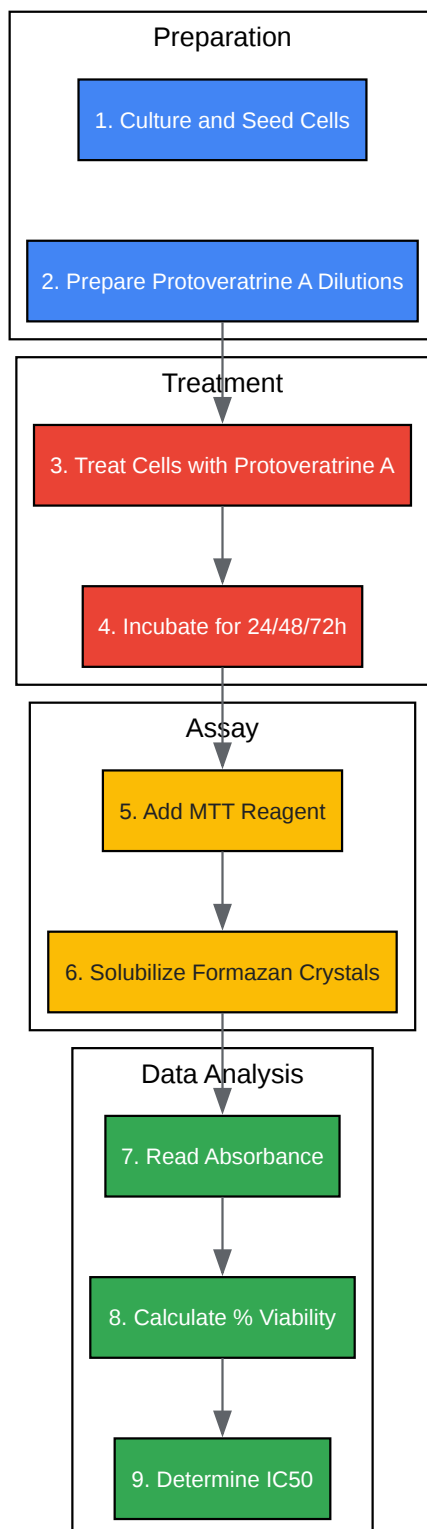 Preparation
1. Culture and Seed Cells
2. Prepare Protoveratrine A Dilutions
Treatment
3. Treat Cells with Protoveratrine A
4. Incubate for 24/48/72h
Assay
5. Add MTT Reagent
6. Solubilize Formazan Crystals
Data Analysis
7. Read Absorbance
8. Calculate % Viability
9. Determine IC50